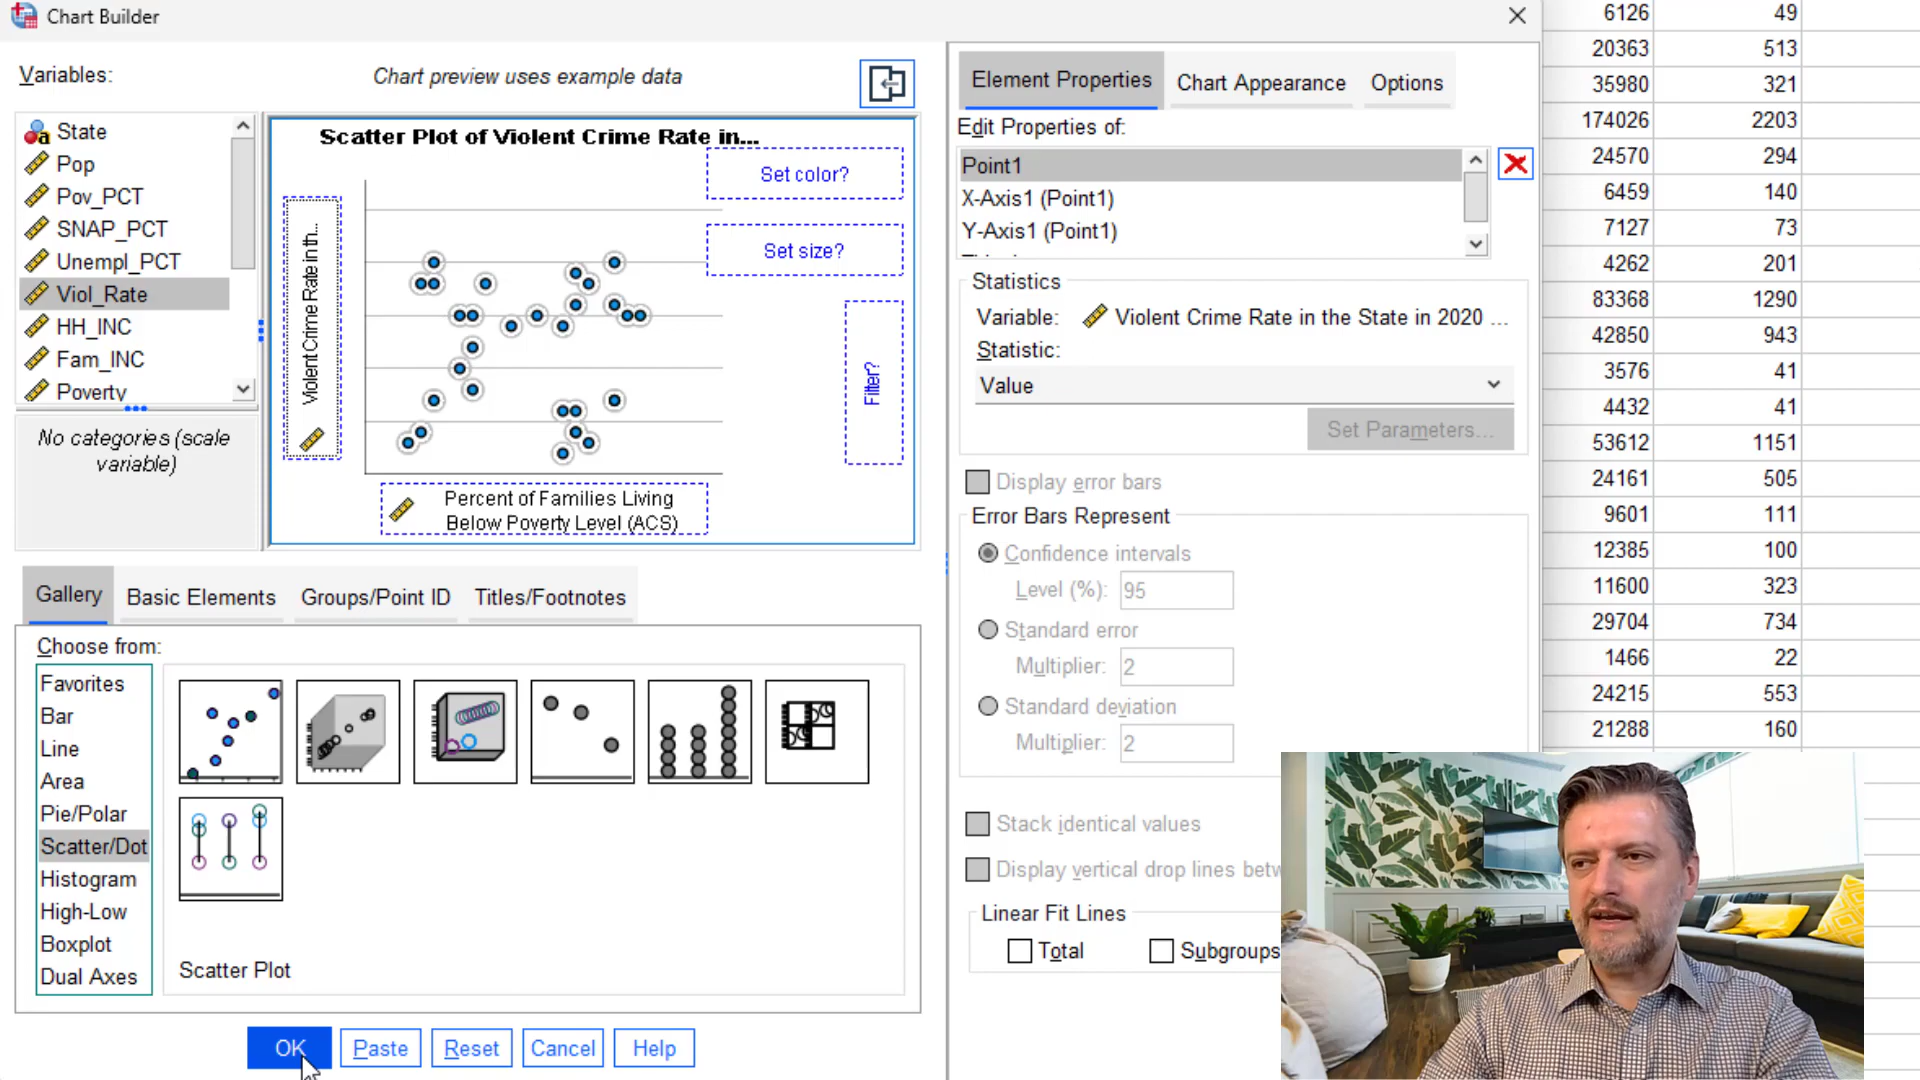 Chart Builder
Variables:
Chart preview uses example data
State
Pop
Pov_PCT
SNAP_PCT
Unempl_PCT
Viol_Rate
HH_INC
Fam_INC
Poverty
No categories (scale
variable)
Scatter Plot of Violent Crime Rate in...
Set color?
Set size?
Filter?
Violent Crime Rate in th...
Percent of Families Living
Below Poverty Level (ACS)
Gallery
Basic Elements
Groups/Point ID
Titles/Footnotes
Choose from:
Favorites
Bar
Line
Area
Pie/Polar
Scatter/Dot
Histogram
High-Low
Boxplot
Dual Axes
Scatter Plot
OK
Paste
Reset
Cancel
Help
Element Properties
Chart Appearance
Options
Edit Properties of:
Point1
X-Axis1 (Point1)
Y-Axis1 (Point1)
Statistics
Variable: Violent Crime Rate in the State in 2020 ...
Statistic:
Value
Set Parameters...
Display error bars
Error Bars Represent
Confidence intervals
Level (%): 95
Standard error
Multiplier: 2
Standard deviation
Multiplier: 2
Stack identical values
Display vertical drop lines betw
Linear Fit Lines
Total
Subgroups
6126 49
20363 513
35980 321
174026 2203
24570 294
6459 140
7127 73
4262 201
83368 1290
42850 943
3576 41
4432 41
53612 1151
24161 505
9601 111
12385 100
11600 323
29704 734
1466 22
24215 553
21288 160